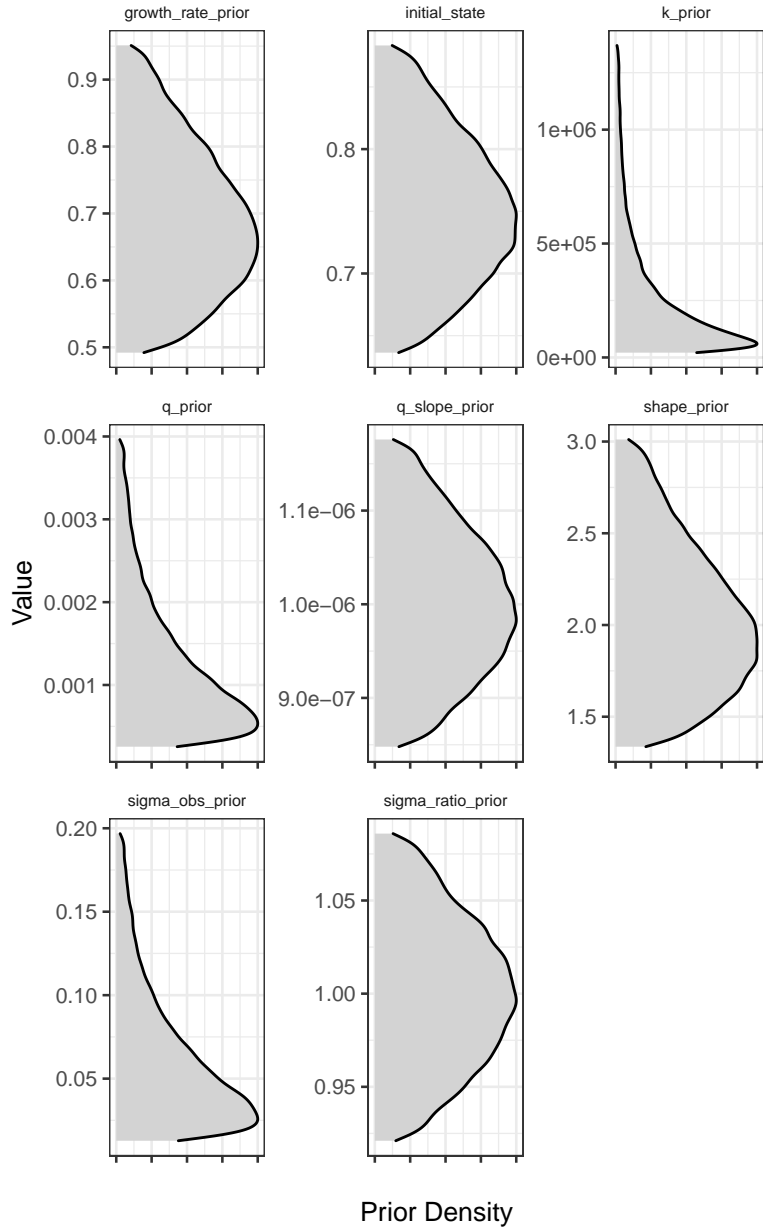 growth_rate_prior
initial_state
k_prior
0.9
0.8
0.7
0.6
0.5
0.8
0.7
1e+06
5e+05
0e+00
q_prior
q_slope_prior
shape_prior
0.004
0.003
0.002
0.001
1.1e−06
1.0e−06
9.0e−07
3.0
2.5
2.0
1.5
Value
sigma_obs_prior
sigma_ratio_prior
0.20
0.15
0.10
0.05
1.05
1.00
0.95
Prior Density